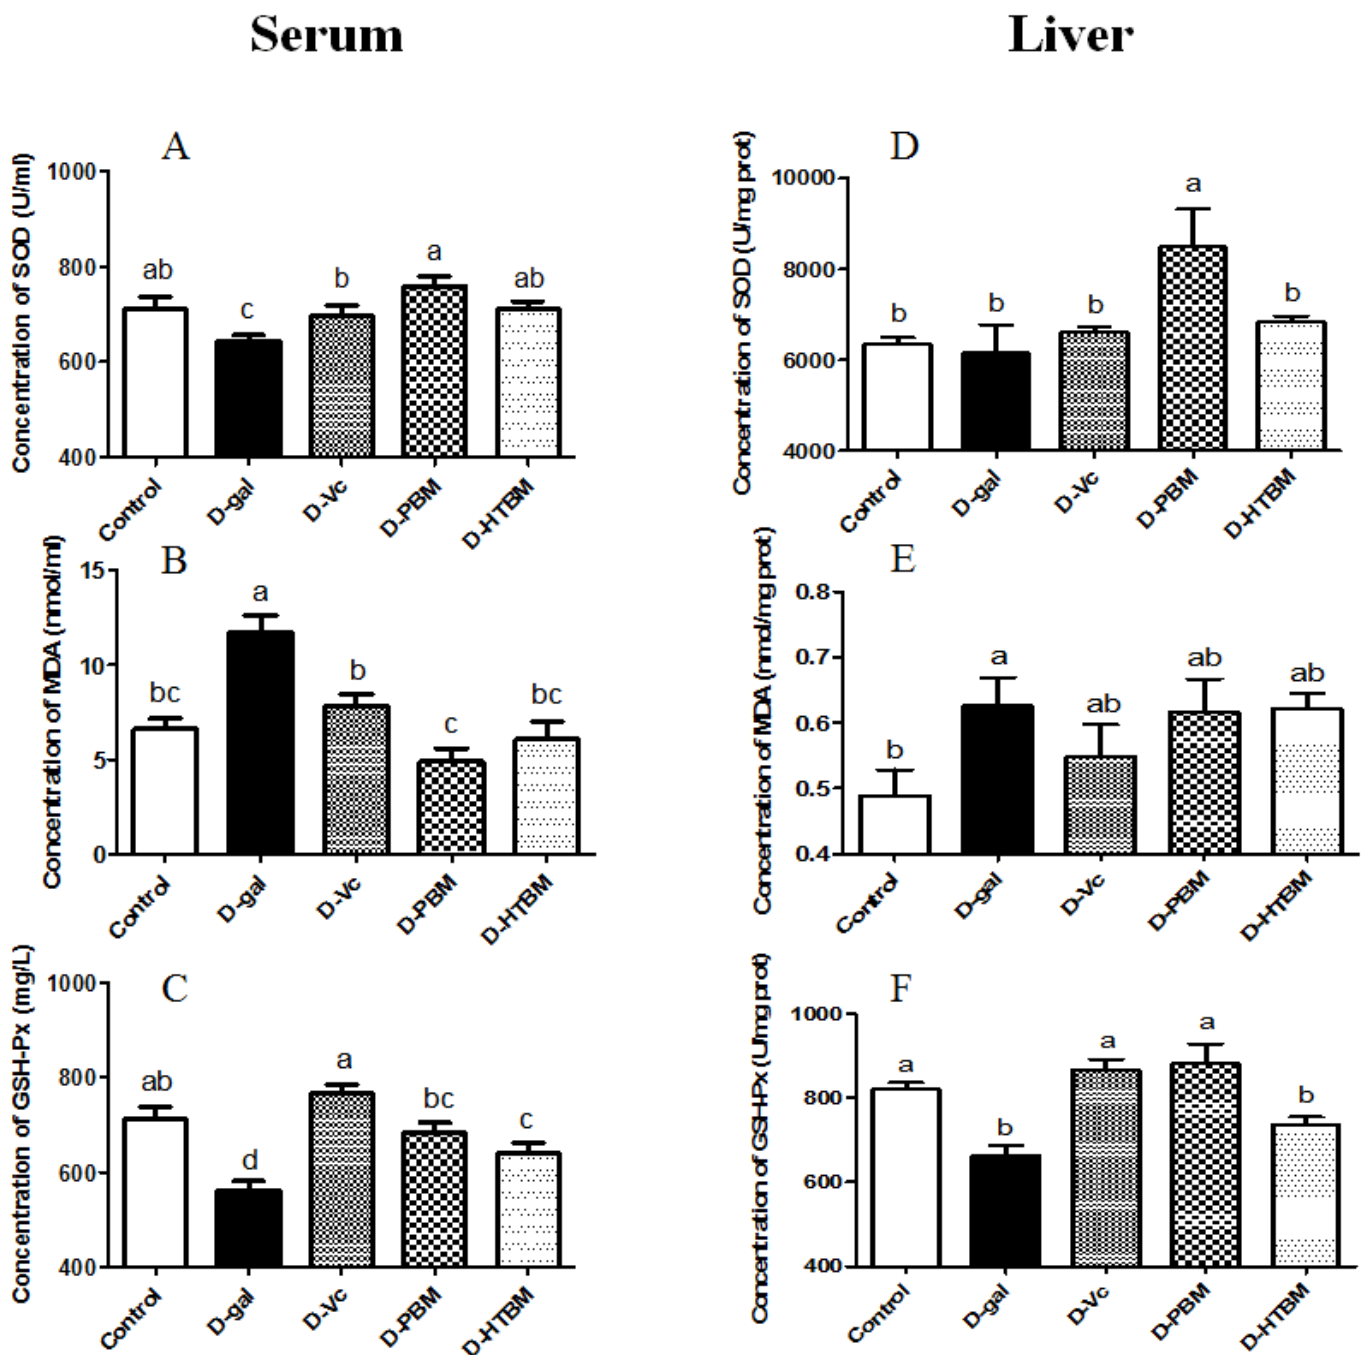 Serum
Liver
A
Concentration of SOD (U/ml)
1000
800
600
400
ab
c
b
a
ab
Control
D-gal
D-Vc
D-PBM
D-HTBM
D
Concentration of SOD (U/mg prot)
10000
8000
6000
4000
b
b
b
a
b
Control
D-gal
D-Vc
D-PBM
D-HTBM
B
Concentration of MDA (nmol/ml)
15
10
5
0
bc
a
b
c
bc
Control
D-gal
D-Vc
D-PBM
D-HTBM
E
Concentration of MDA (nmol/mg prot)
0.8
0.7
0.6
0.5
0.4
b
a
ab
ab
ab
Control
D-gal
D-Vc
D-PBM
D-HTBM
C
Concentration of GSH-Px (mg/L)
1000
800
600
400
ab
d
a
bc
c
Control
D-gal
D-Vc
D-PBM
D-HTBM
F
Concentration of GSH-Px (U/mg prot)
1000
800
600
400
a
b
a
a
b
Control
D-gal
D-Vc
D-PBM
D-HTBM